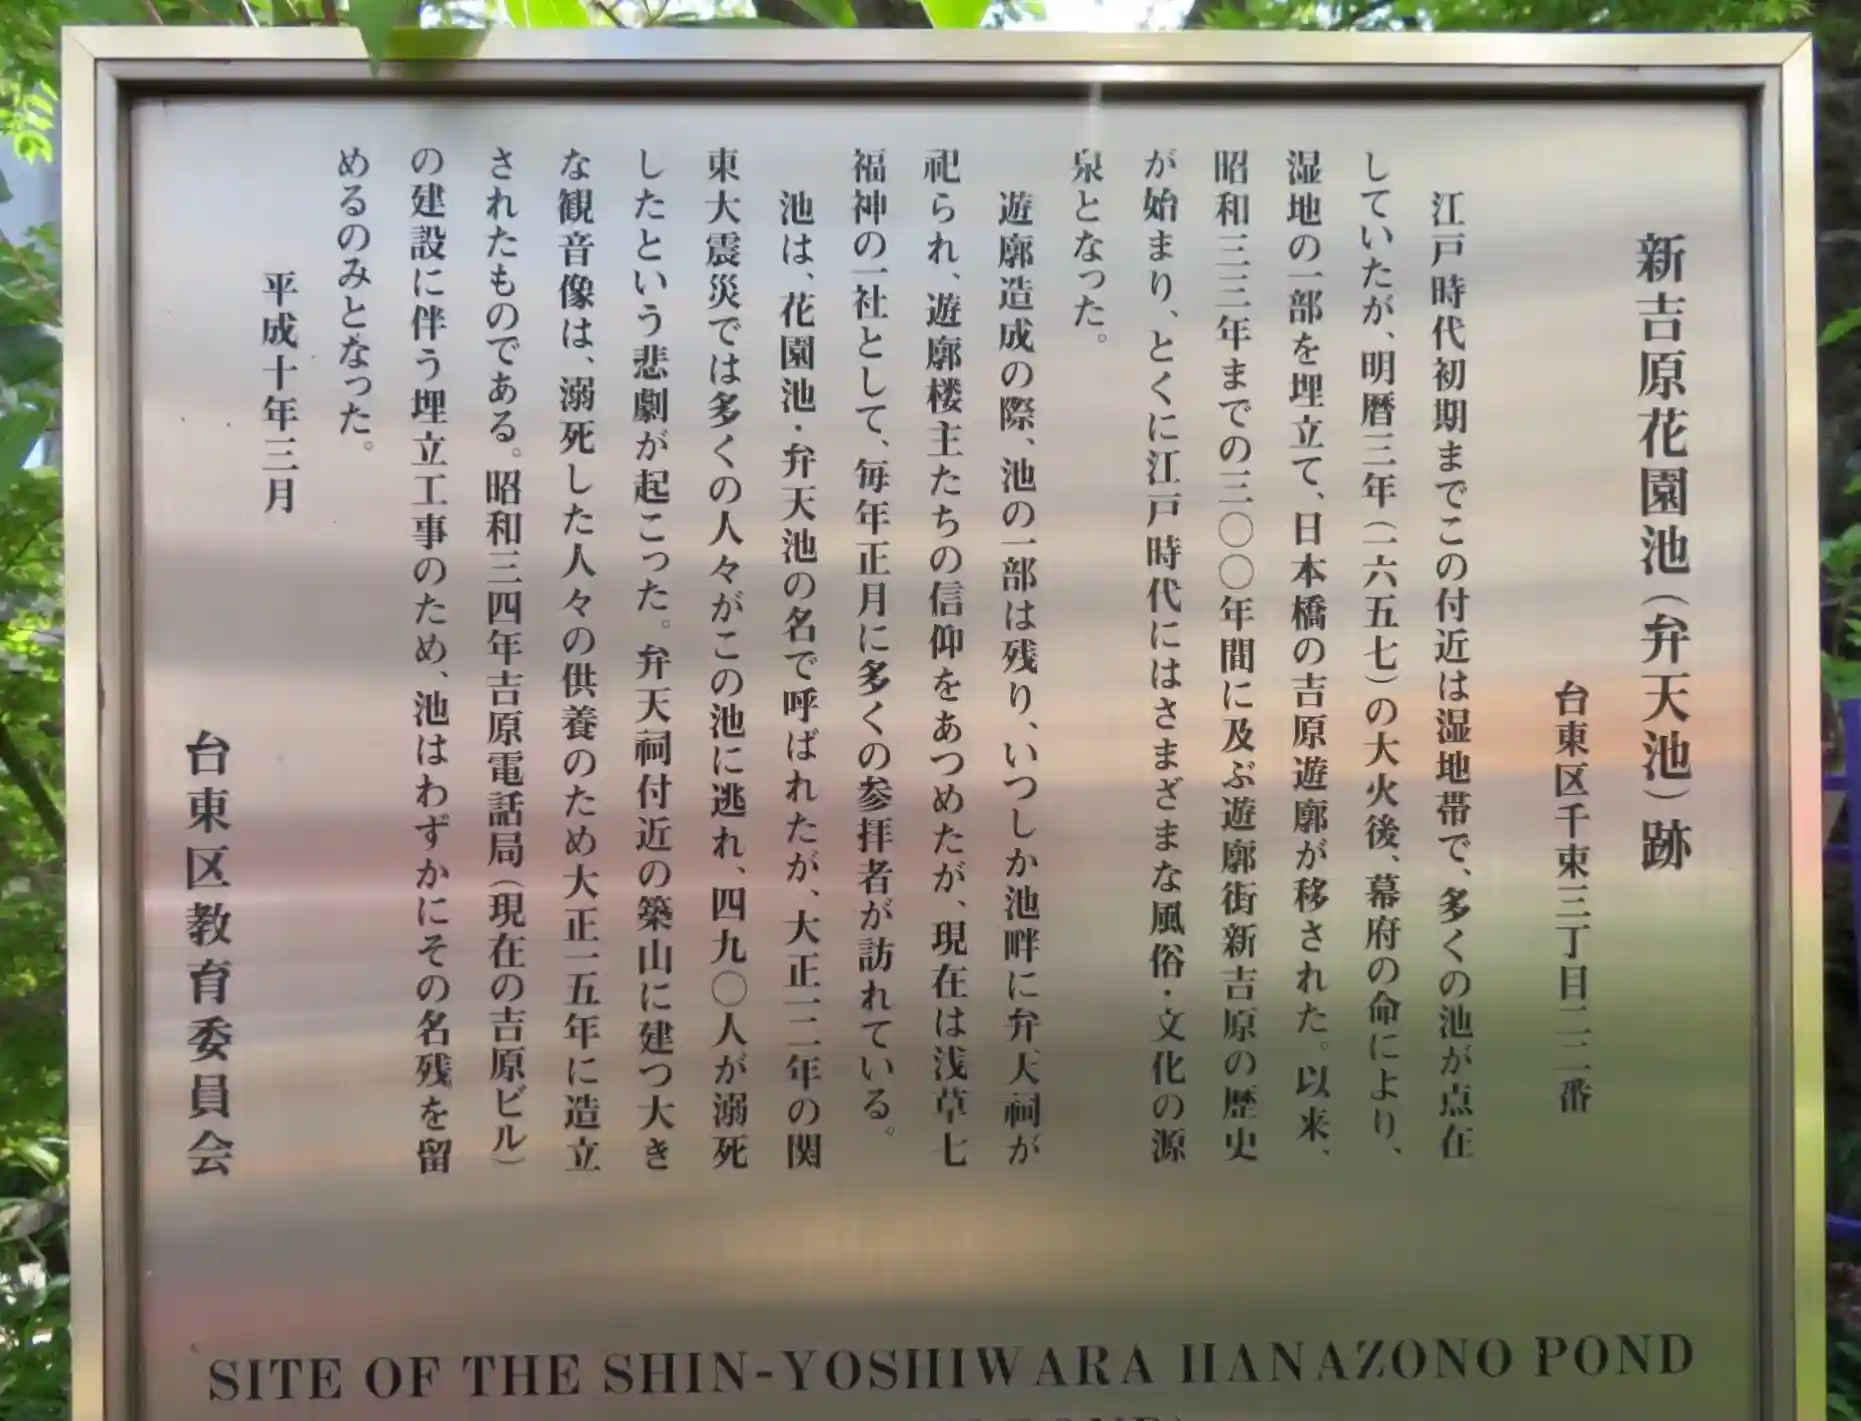 新吉原花園池(弁天池)跡
台東区千束三丁目二二番
江戸時代初期までこの付近は湿地帯で、多くの池が点在
していたが、明暦三年(一六五七)の大火後、幕府の命により、
湿地の一部を埋立て、日本橋の吉原遊廓が移された。以来、
昭和三三年までの三〇〇年間に及ぶ遊廓街新吉原の歴史
が始まり、とくに江戸時代にはさまざまな風俗・文化の源
泉となった。
遊廓造成の際、池の一部は残り、いつしか池畔に弁天祠が
祀られ、遊廓楼主たちの信仰をあつめたが、現在は浅草七
福神の一社として、毎年正月に多くの参拝者が訪れている。
池は、花園池・弁天池の名で呼ばれたが、大正一二年の関
東大震災では多くの人々がこの池に逃れ、四九〇人が溺死
したという悲劇が起こった。弁天祠付近の築山に建つ大き
な観音像は、溺死した人々の供養のため大正一五年に造立
されたものである。昭和三四年吉原電話局(現在の吉原ビル)
の建設に伴う埋立工事のため、池はわずかにその名残を留
めるのみとなった。
平成十年三月
台東区教育委員会
SITE OF THE SHIN-YOSHIWARA HANAZONO POND